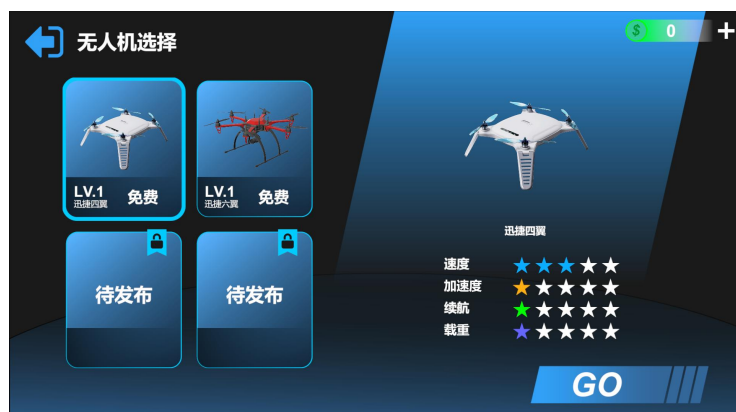 无人机选择
$ 0 +
LV.1
迅捷四翼
免费
LV.1
迅捷六翼
免费
待发布
待发布
迅捷四翼
速度
加速度
续航
载重
GO